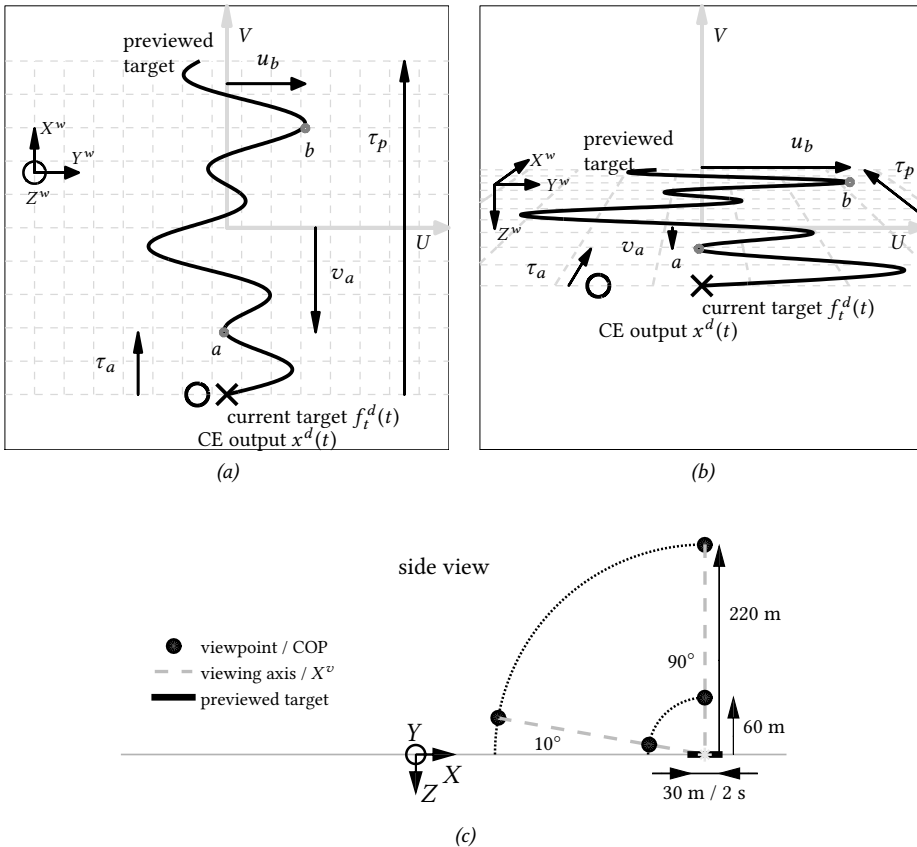 V
previewed
target
u_b
X^w
Y^w
Z^w
b
τ_p
U
v_a
a
τ_a
current target f_t^d(t)
CE output x^d(t)
(a)
V
previewed
target
u_b
X^w
Y^w
Z^w
b
τ_p
U
v_a
a
τ_a
current target f_t^d(t)
CE output x^d(t)
(b)
side view
viewpoint / COP
viewing axis / X^v
previewed target
220 m
90°
60 m
10°
Y
X
Z
30 m / 2 s
(c)